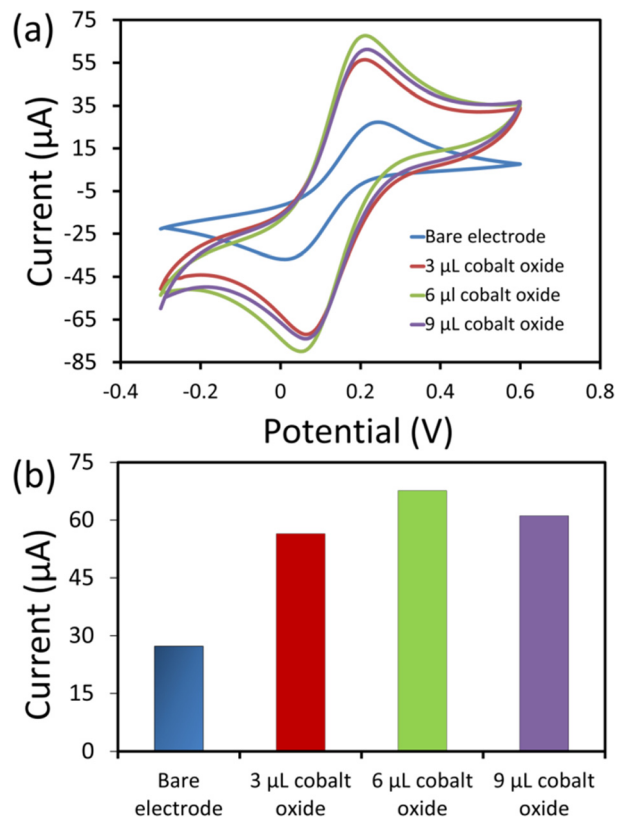 (a)
75
55
35
15
-5
-25
-45
-65
-85
Current (µA)
Bare electrode
3 µL cobalt oxide
6 µl cobalt oxide
9 µL cobalt oxide
-0.4 -0.2 0 0.2 0.4 0.6 0.8
Potential (V)
(b)
75
60
45
30
15
0
Current (µA)
Bare 3 µL cobalt 6 µL cobalt 9 µL cobalt
electrode oxide oxide oxide